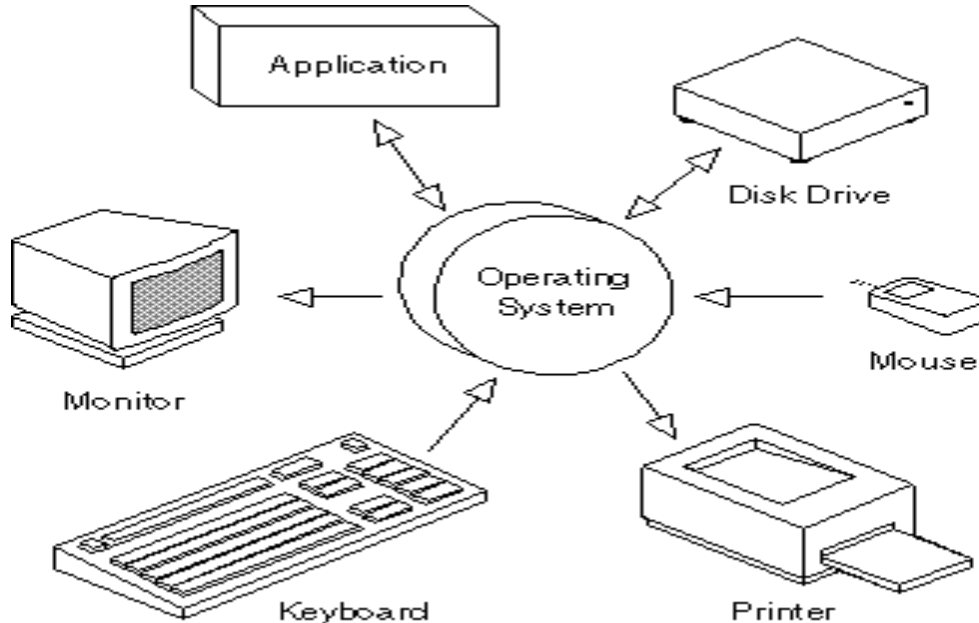 Application
Disk Drive
Operating
System
Mouse
Monitor
Keyboard
Printer